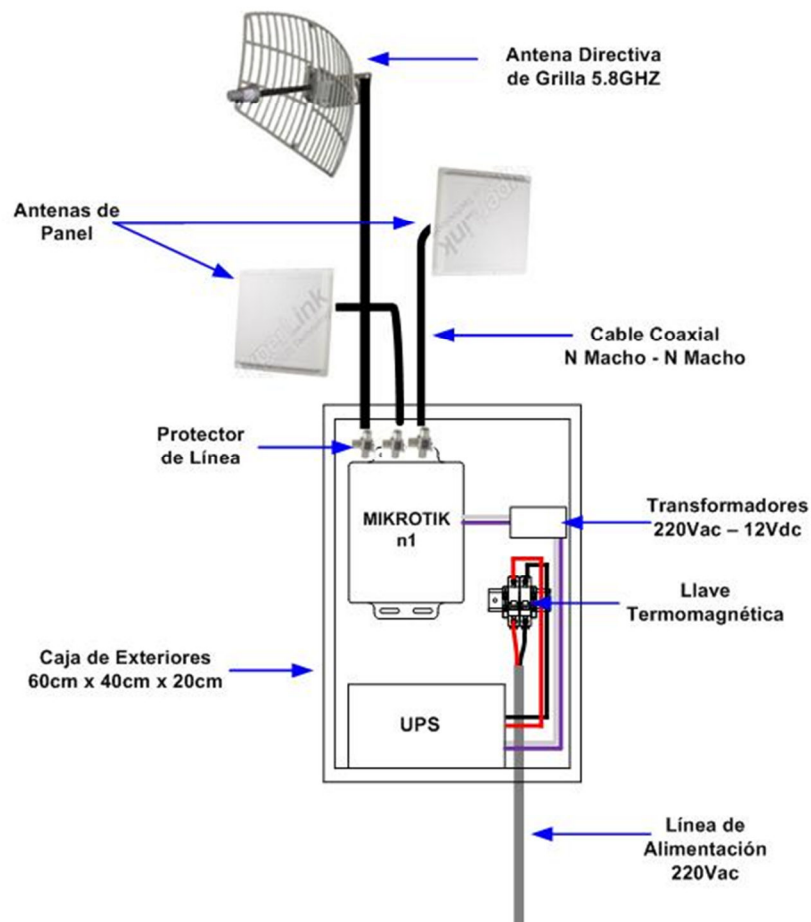 Antena Directiva
de Grilla 5.8GHZ
Antenas de
Panel
Cable Coaxial
N Macho - N Macho
Protector
de Línea
MIKROTIK
n1
Transformadores
220Vac – 12Vdc
Llave
Termomagnética
Caja de Exteriores
60cm x 40cm x 20cm
UPS
Línea de
Alimentación
220Vac